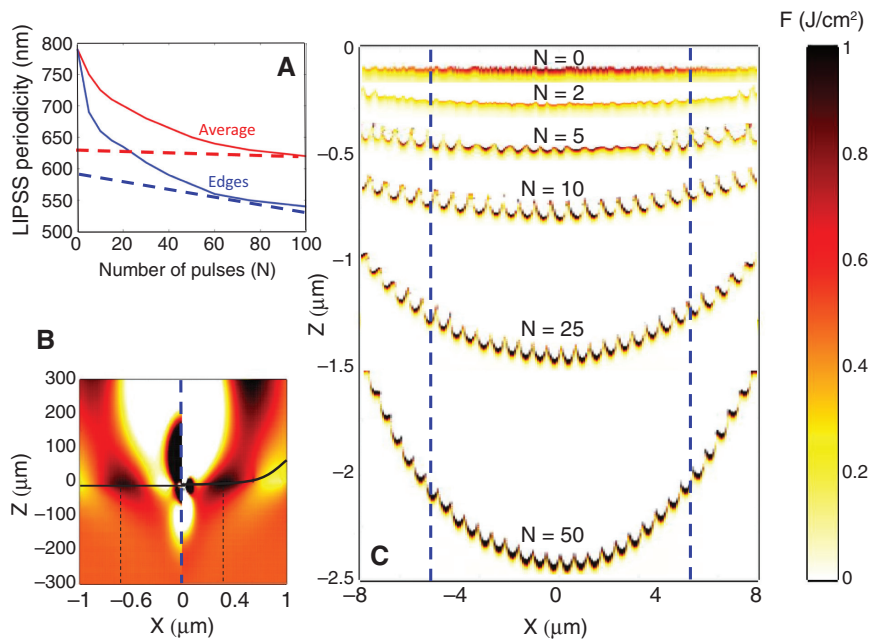 A
LIPSS periodicity (nm)
800
750
700
650
600
550
500
Average
Edges
0
20
40
60
80
100
Number of pulses (N)
B
Z (μm)
300
200
100
0
−100
−200
−300
−1
−0.6
0
0.4
1
X (μm)
C
Z (μm)
0
−0.5
−1
−1.5
−2
−2.5
N = 0
N = 2
N = 5
N = 10
N = 25
N = 50
−8
−4
0
4
8
X (μm)
F (J/cm²)
1
0.8
0.6
0.4
0.2
0